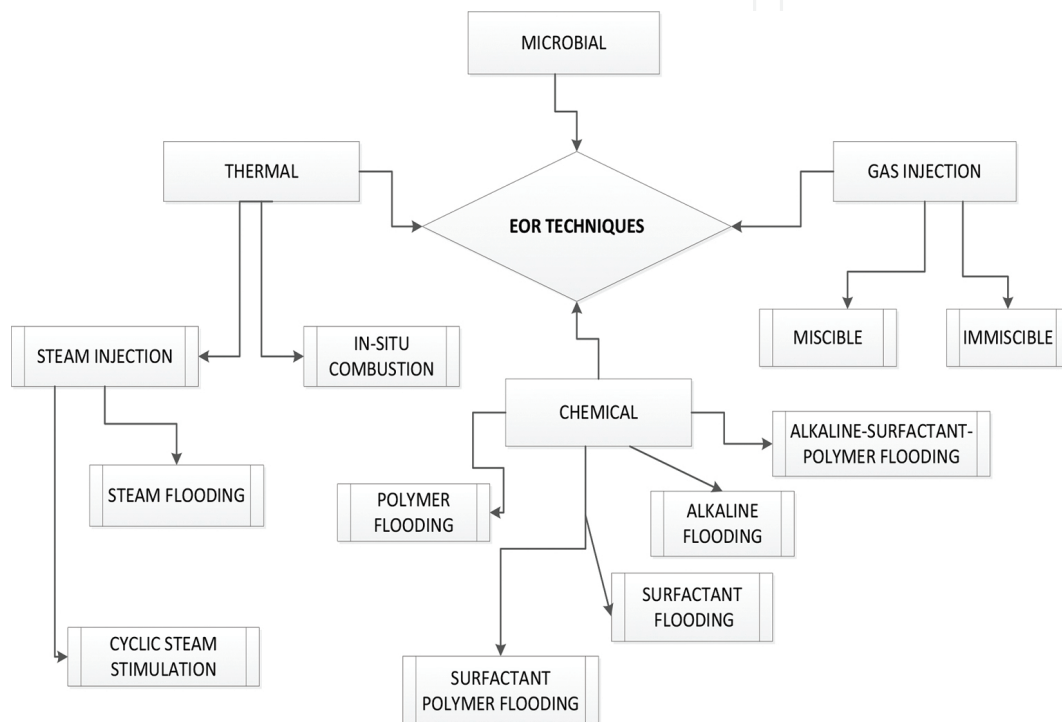 MICROBIAL
THERMAL
GAS INJECTION
EOR TECHNIQUES
STEAM INJECTION
IN-SITU
COMBUSTION
MISCIBLE
IMMISCIBLE
CHEMICAL
ALKALINE-SURFACTANT-
POLYMER FLOODING
STEAM FLOODING
POLYMER
FLOODING
ALKALINE
FLOODING
SURFACTANT
FLOODING
CYCLIC STEAM
STIMULATION
SURFACTANT
POLYMER FLOODING